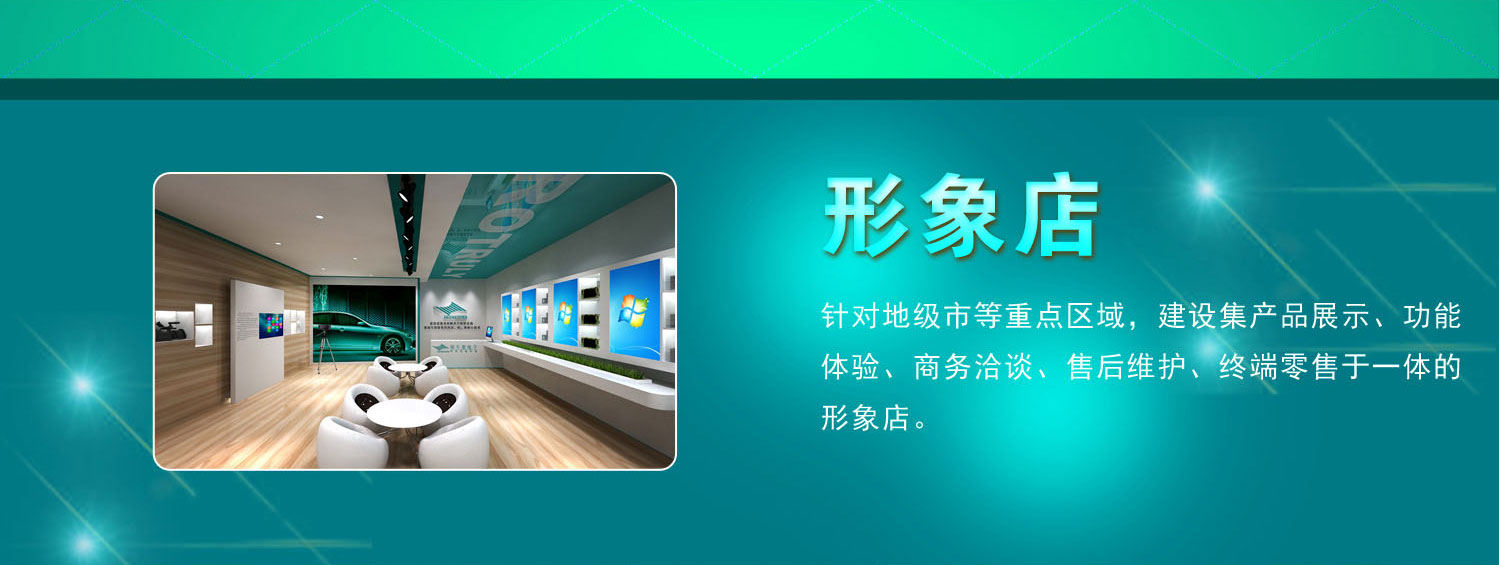 PROTRULY
形象店
针对地级市等重点区域，建设集产品展示、功能
体验、商务洽谈、售后维护、终端零售于一体的
形象店。